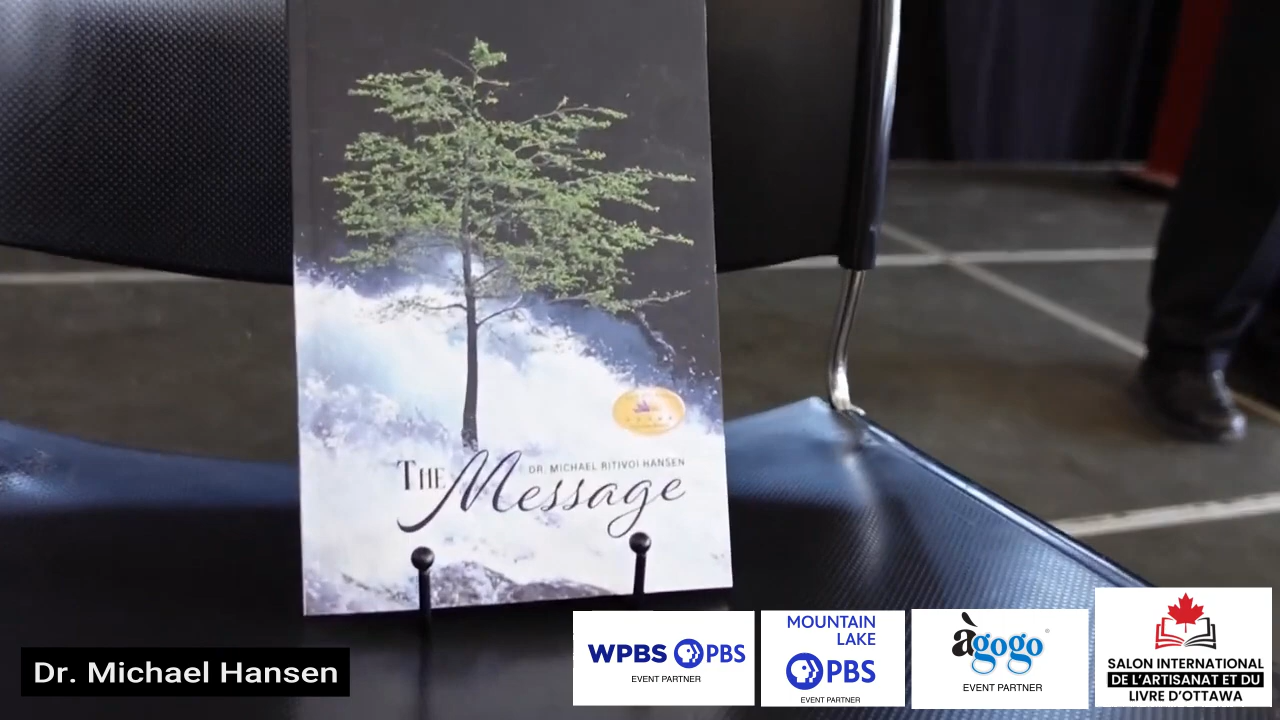 DR. MICHAEL RITIVOI HANSEN
THE Message
Dr. Michael Hansen
WPBS PBS
EVENT PARTNER
MOUNTAIN
LAKE
PBS
EVENT PARTNER
àgogo
EVENT PARTNER
SALON INTERNATIONAL
DE L'ARTISANAT ET DU
LIVRE D'OTTAWA